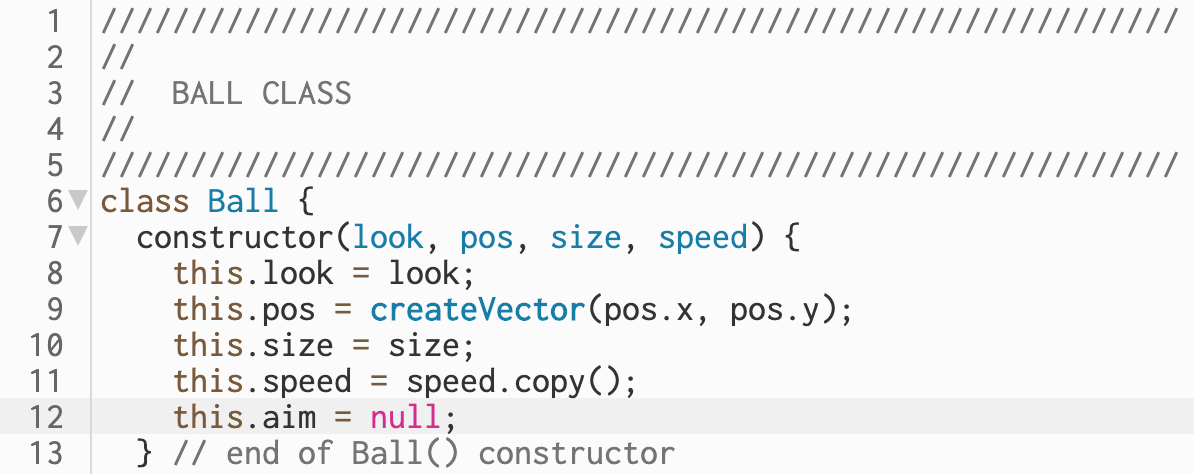 1 ////////////////////////////////////////////////////////////
2 //
3 //  BALL CLASS
4 //
5 ////////////////////////////////////////////////////////////
6 class Ball {
7   constructor(look, pos, size, speed) {
8     this.look = look;
9     this.pos = createVector(pos.x, pos.y);
10     this.size = size;
11     this.speed = speed.copy();
12     this.aim = null;
13   } // end of Ball() constructor